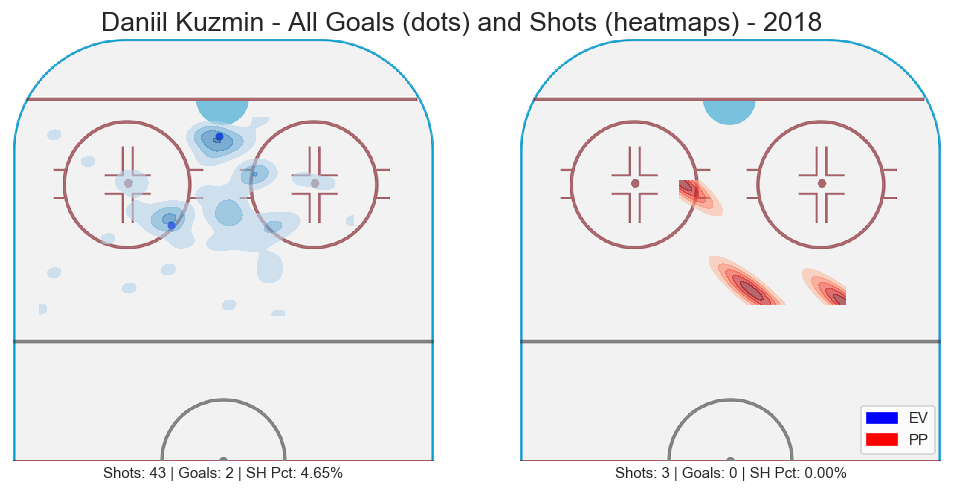 Daniil Kuzmin - All Goals (dots) and Shots (heatmaps) - 2018
EV
PP
Shots: 43 | Goals: 2 | SH Pct: 4.65%
Shots: 3 | Goals: 0 | SH Pct: 0.00%